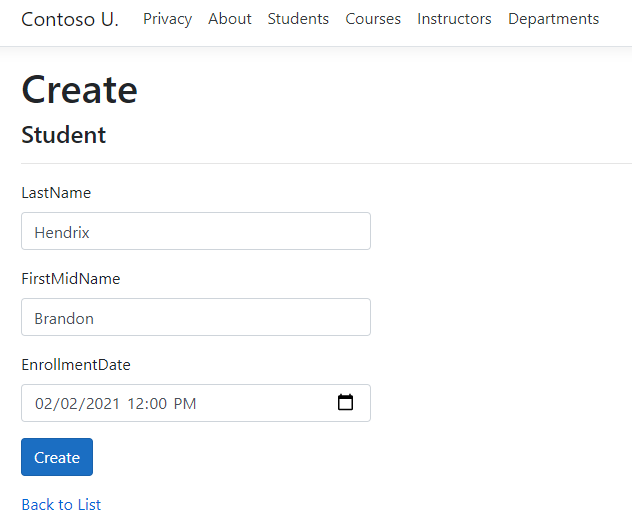 Contoso U. Privacy About Students Courses Instructors Departments
Create
Student
LastName
Hendrix
FirstMidName
Brandon
EnrollmentDate
02/02/2021 12:00 PM
Create
Back to List